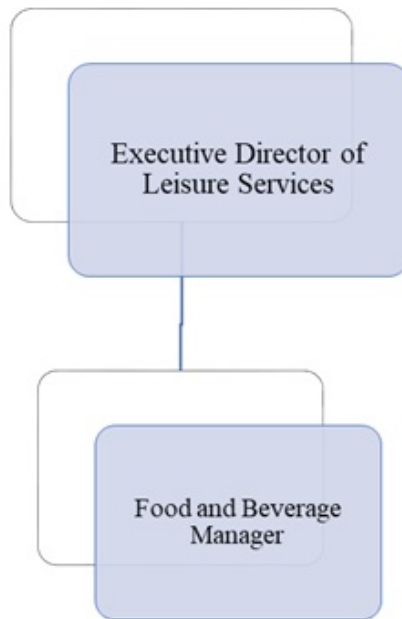 Executive Director of
Leisure Services
Food and Beverage
Manager